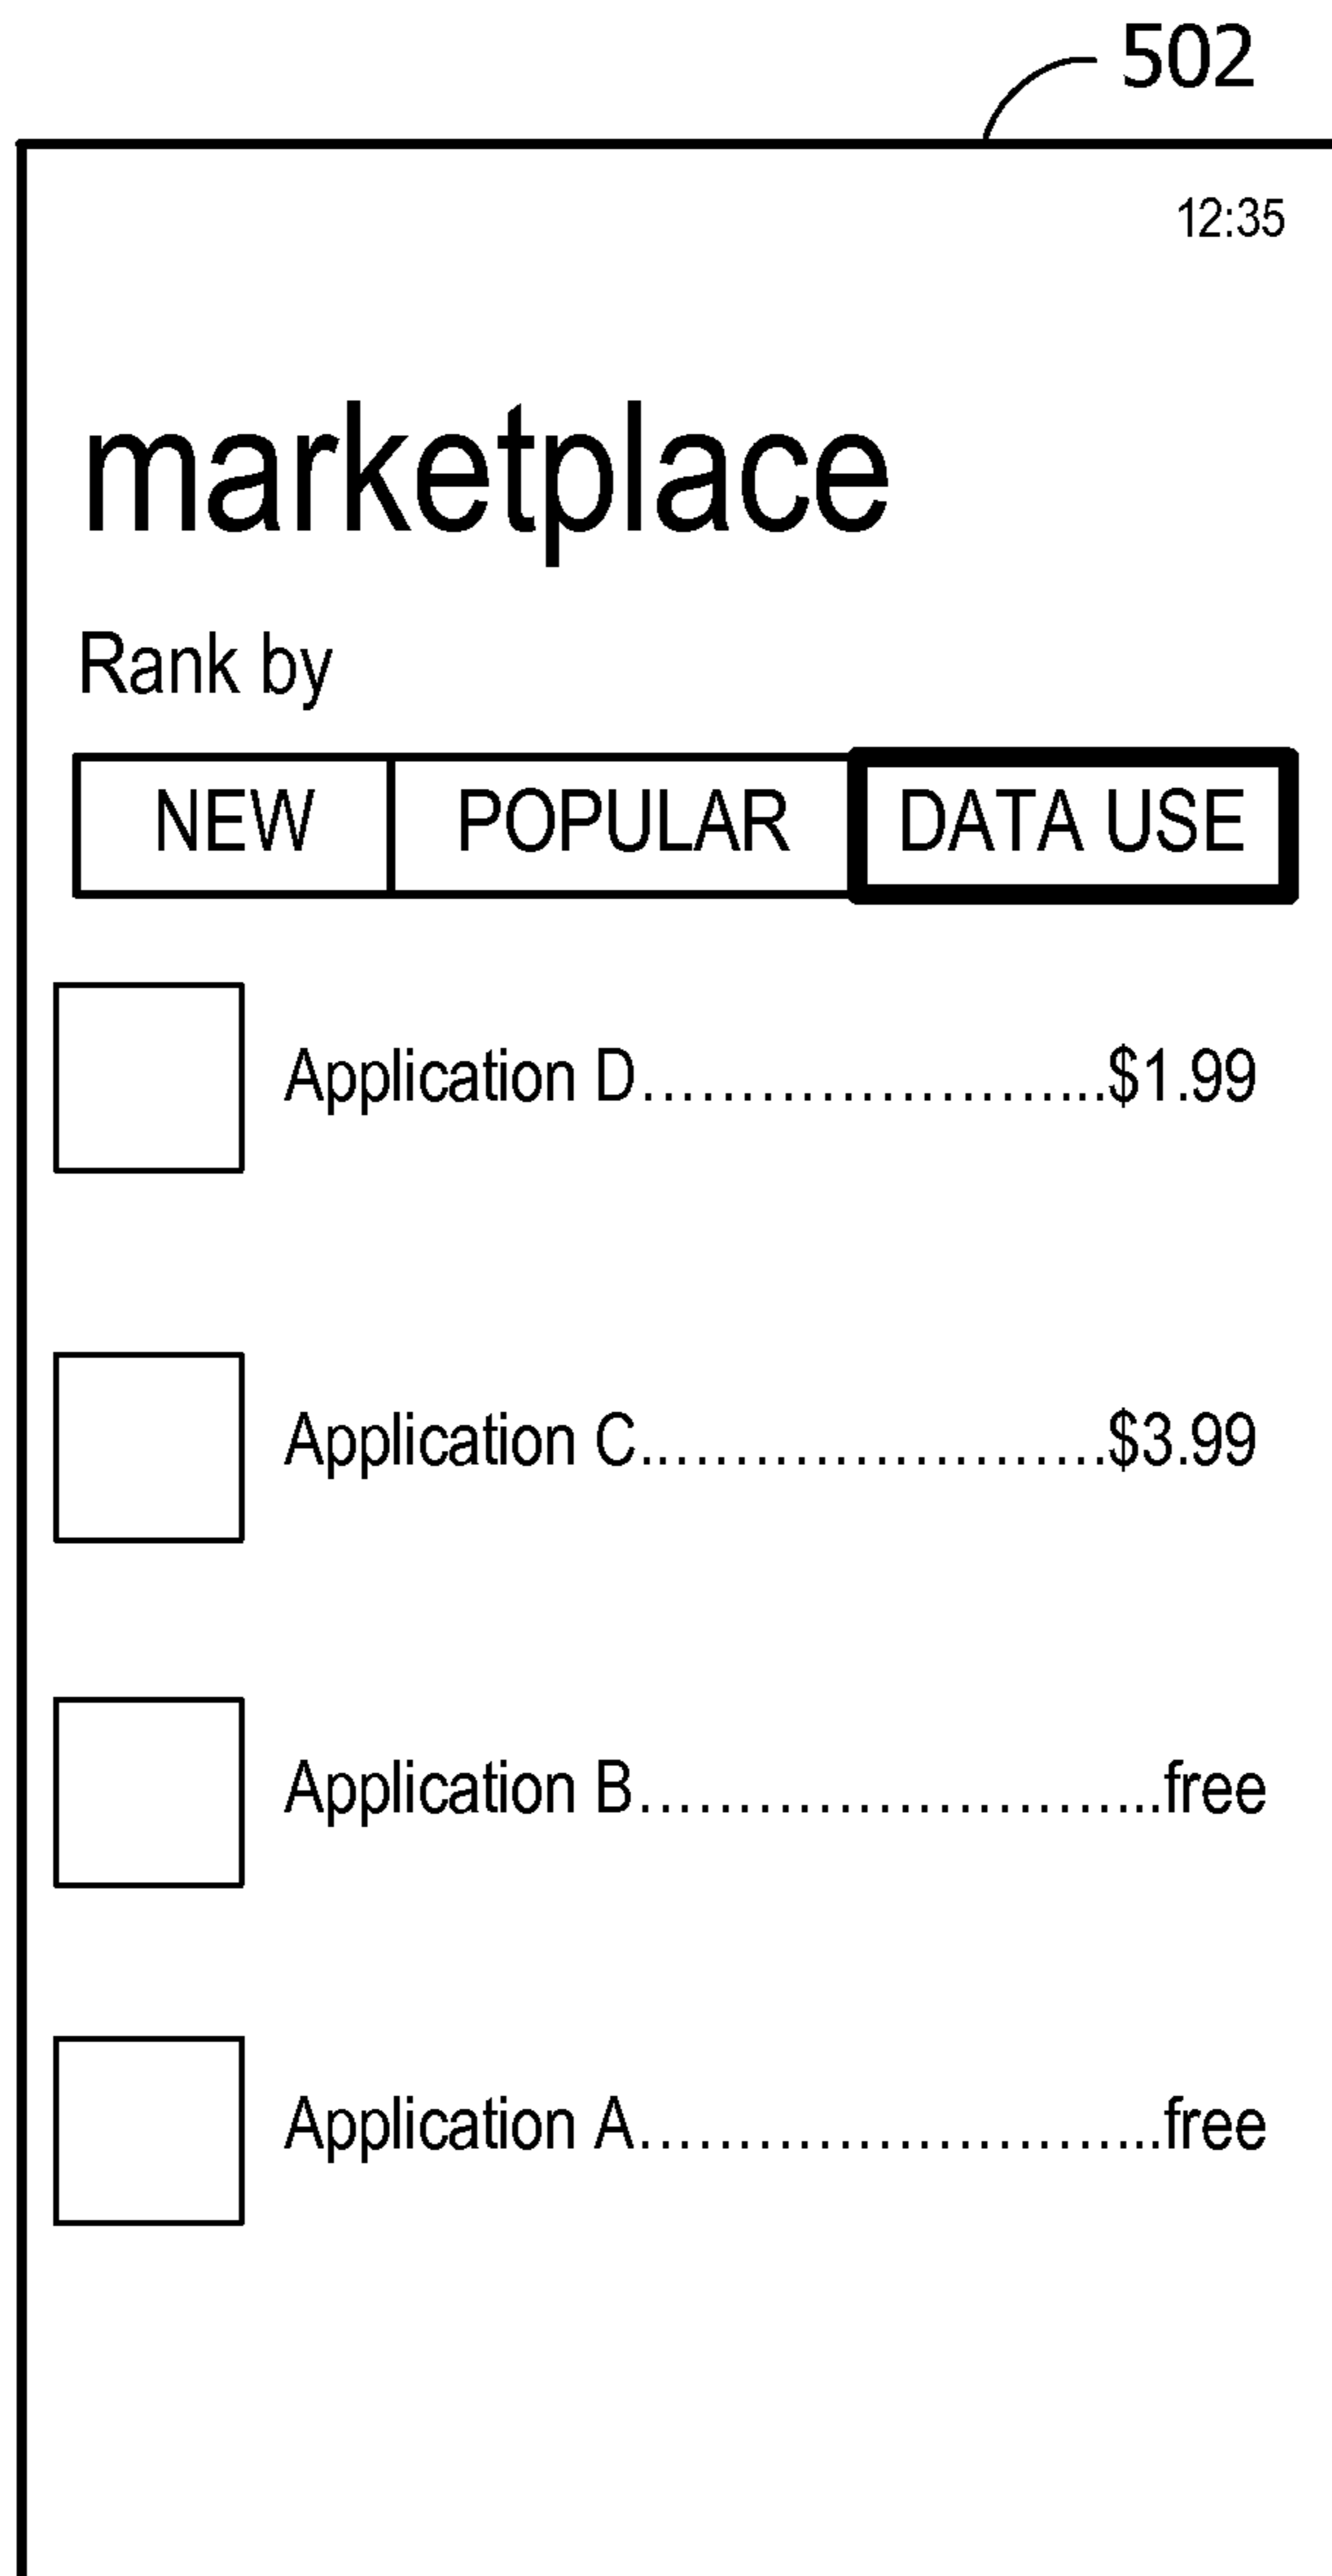 502
12:35
marketplace
Rank by
NEW POPULAR DATA USE
Application D........................$1.99
Application C........................$3.99
Application B...........................free
Application A...........................free